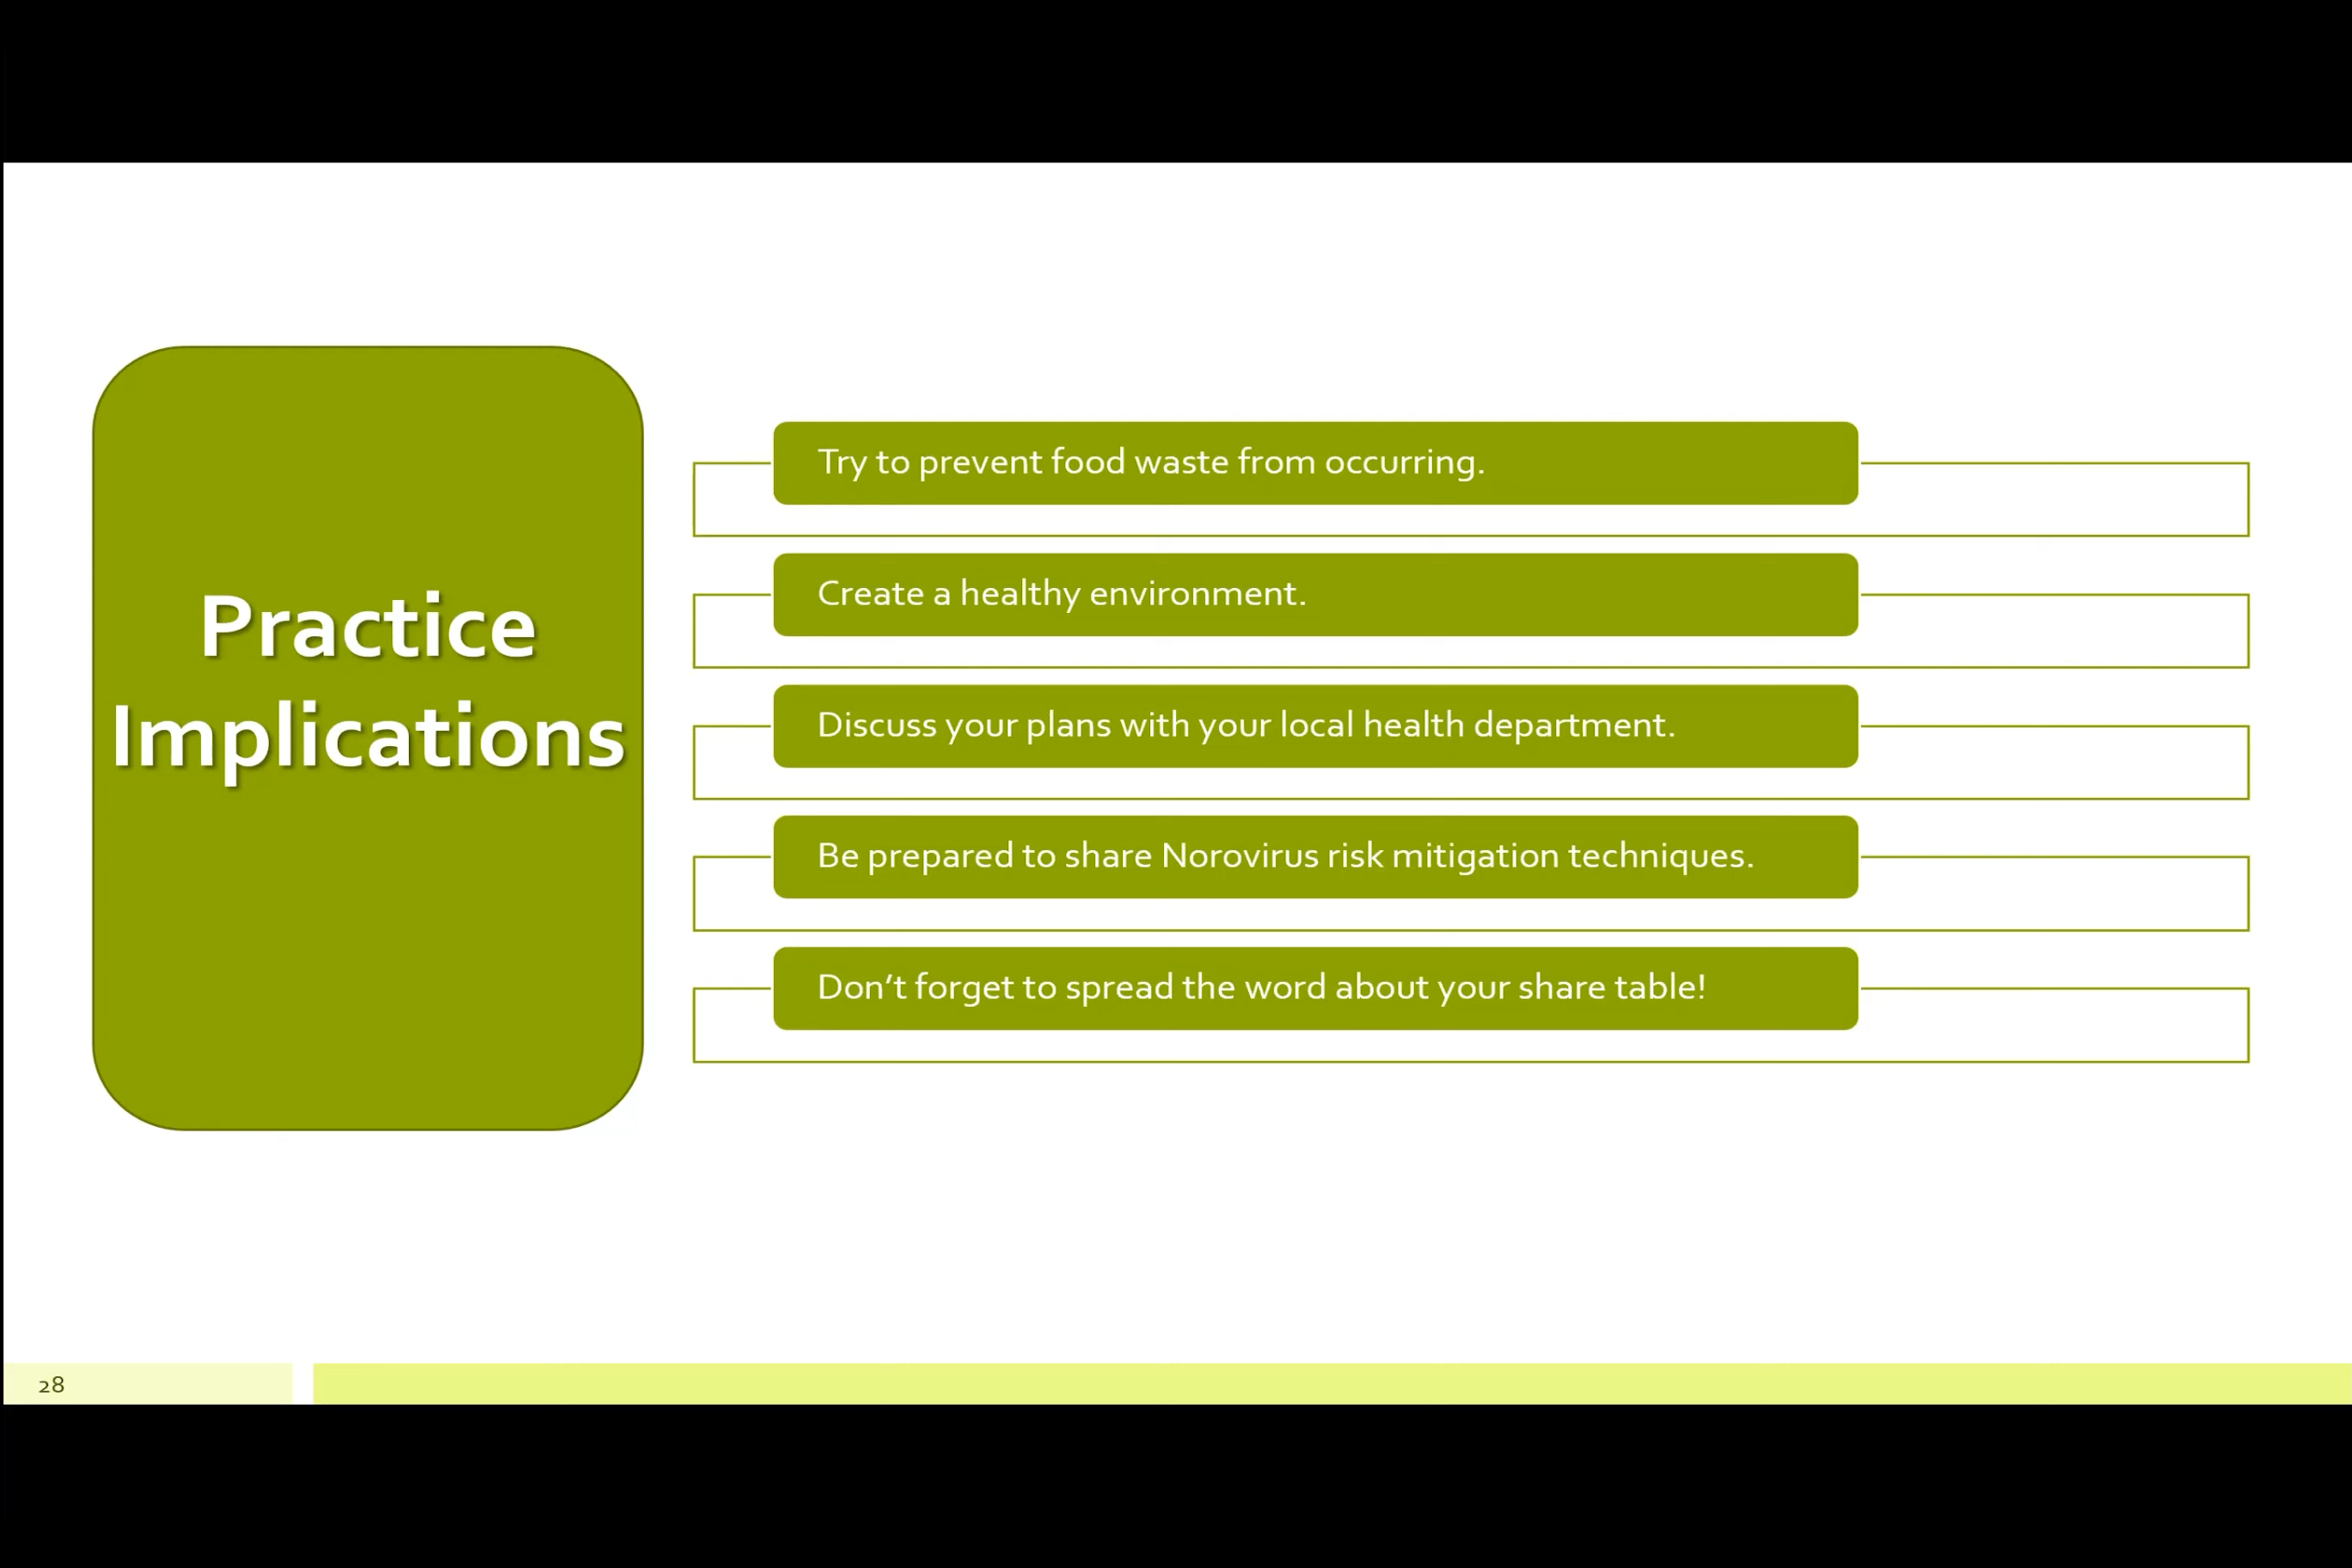 Practice
Implications
Try to prevent food waste from occurring.
Create a healthy environment.
Discuss your plans with your local health department.
Be prepared to share Norovirus risk mitigation techniques.
Don’t forget to spread the word about your share table!
28